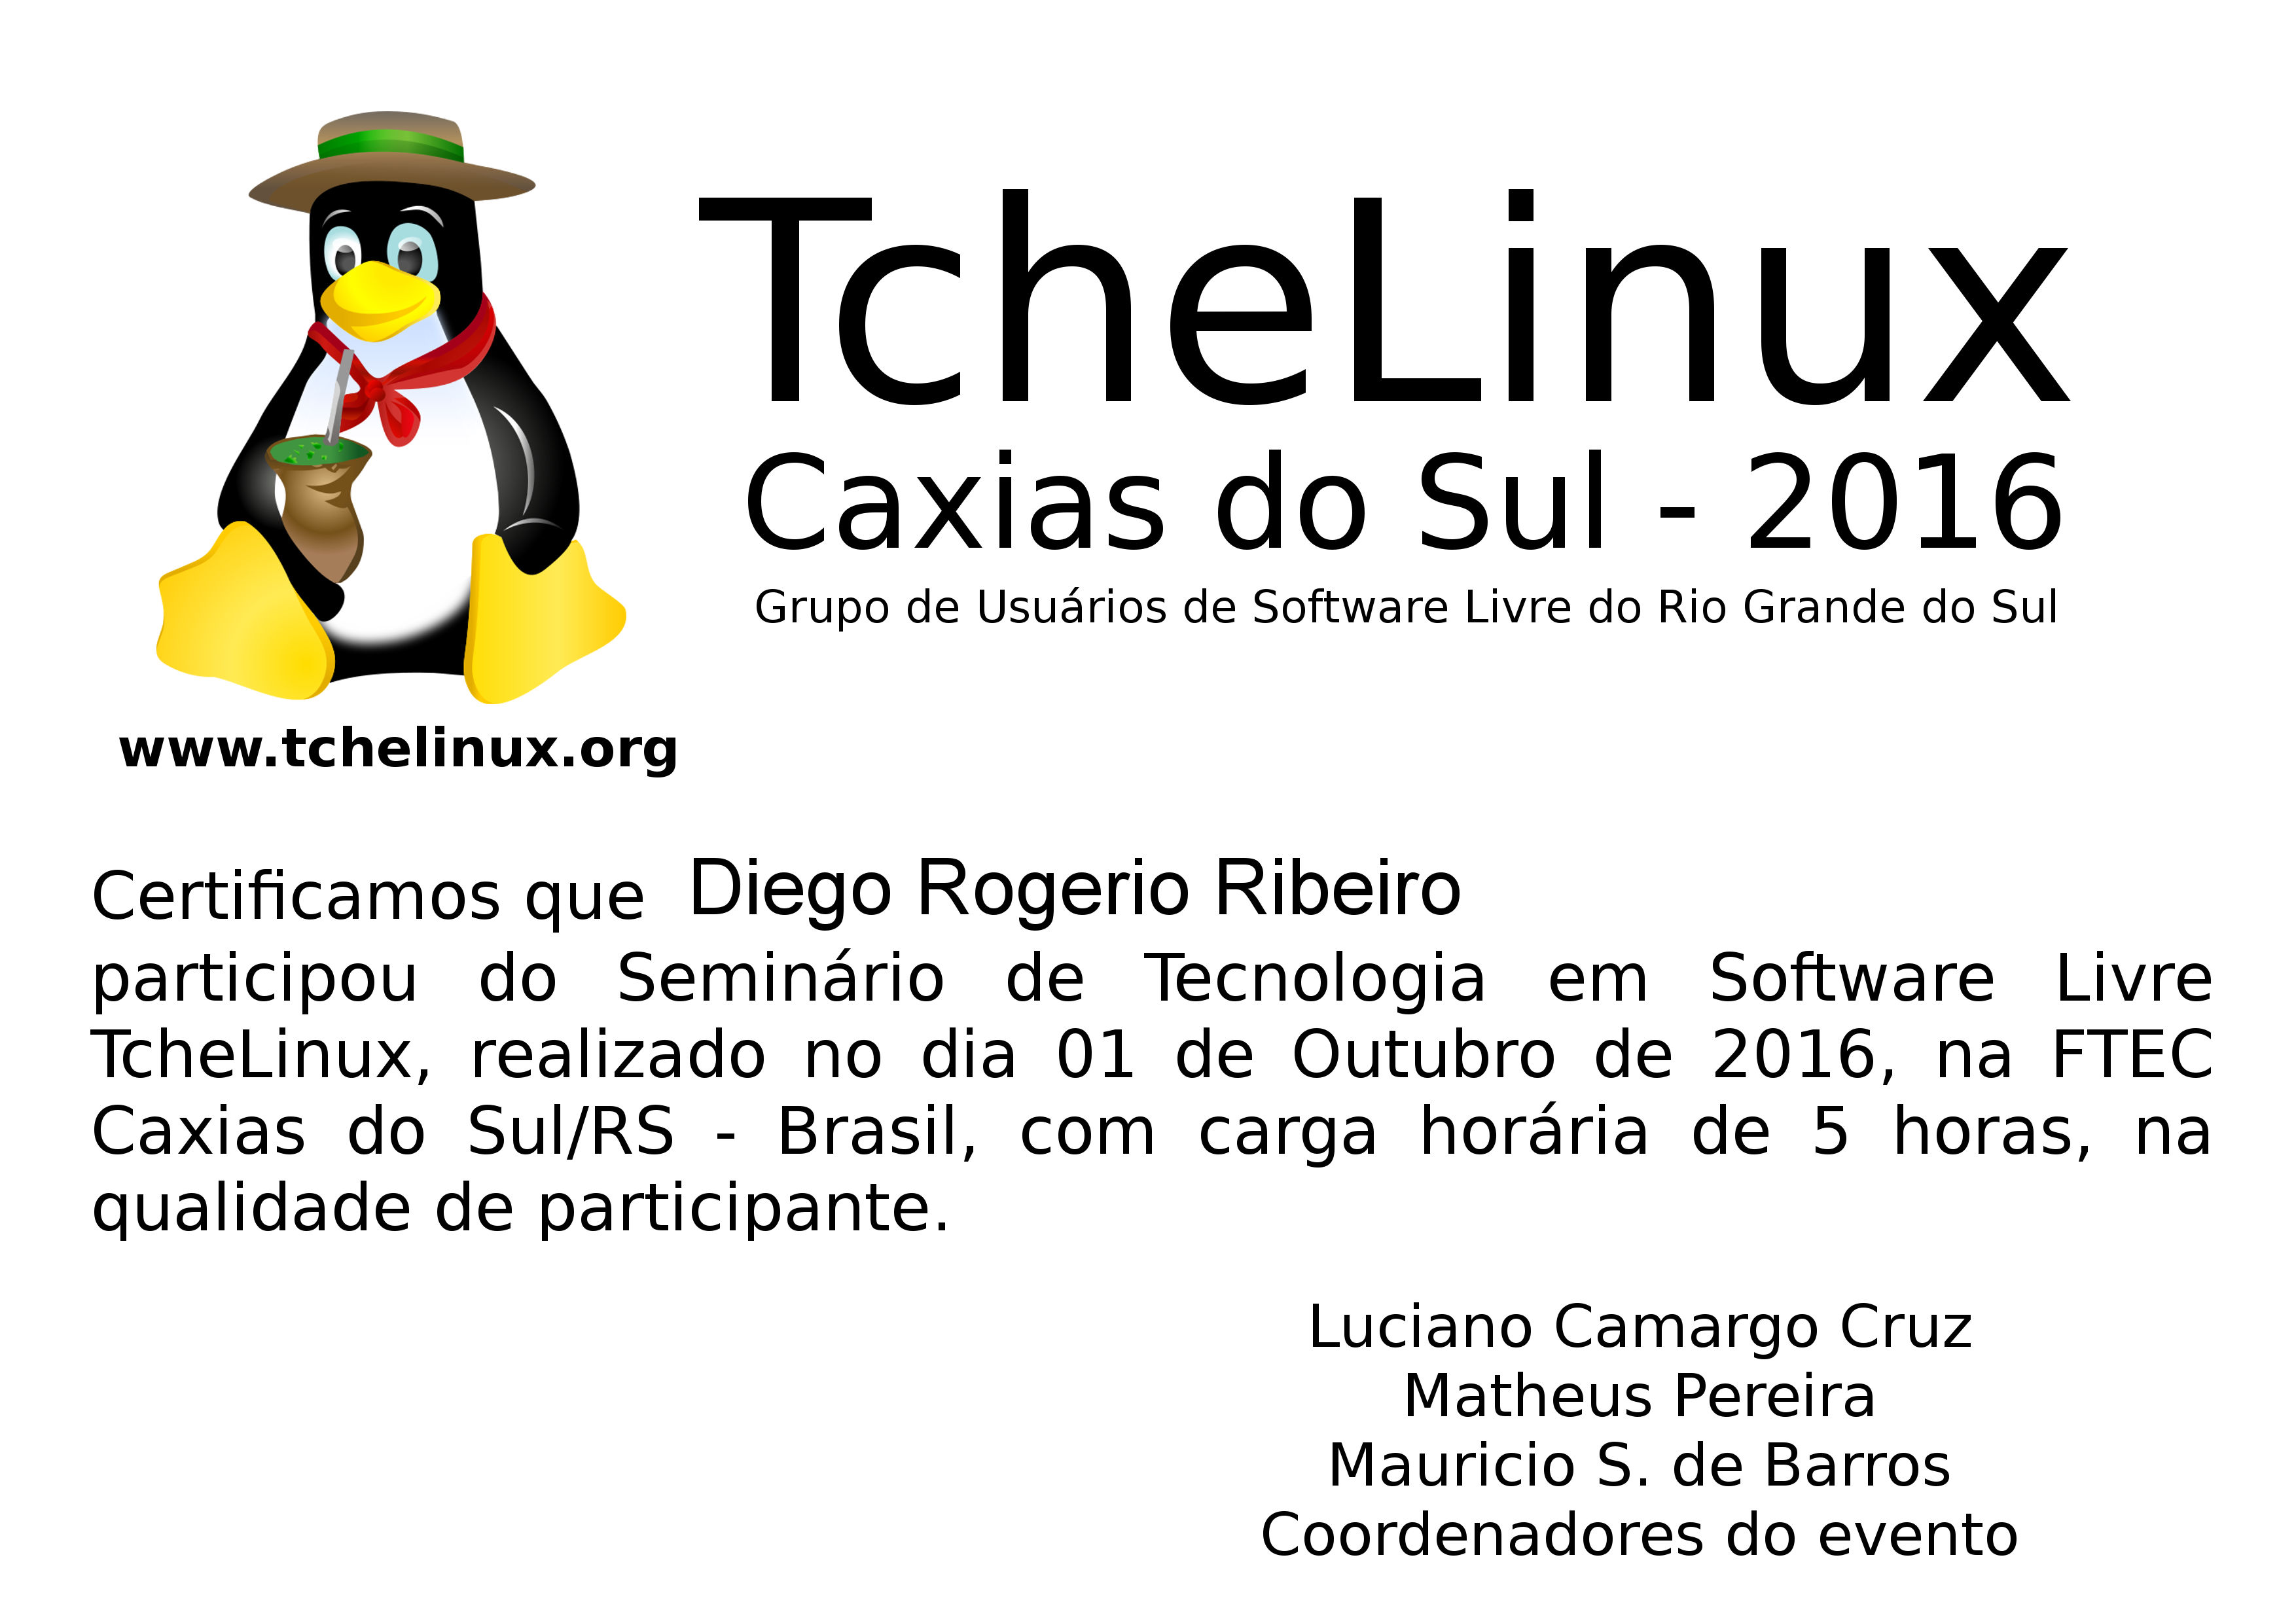 TcheLinux
Caxias do Sul - 2016
Grupo de Usuários de Software Livre do Rio Grande do Sul
www.tchelinux.org
Certificamos que Diego Rogerio Ribeiro
participou do Seminário de Tecnologia em Software Livre
TcheLinux, realizado no dia 01 de Outubro de 2016, na FTEC
Caxias do Sul/RS - Brasil, com carga horária de 5 horas, na
qualidade de participante.
Luciano Camargo Cruz
Matheus Pereira
Mauricio S. de Barros
Coordenadores do evento